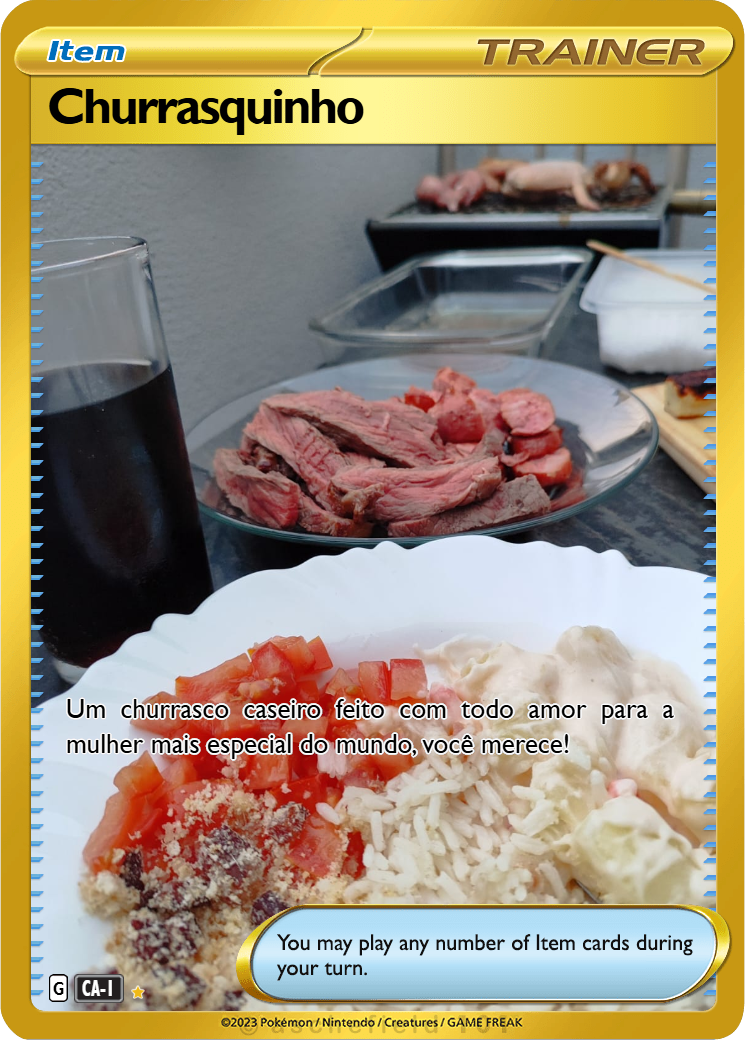 Item
TRAINER
Churrasquinho
Um churrasco caseiro feito com todo amor para a
mulher mais especial do mundo, você merece!
You may play any number of Item cards during
your turn.
G
CA-I
©2023 Pokémon / Nintendo / Creatures / GAME FREAK